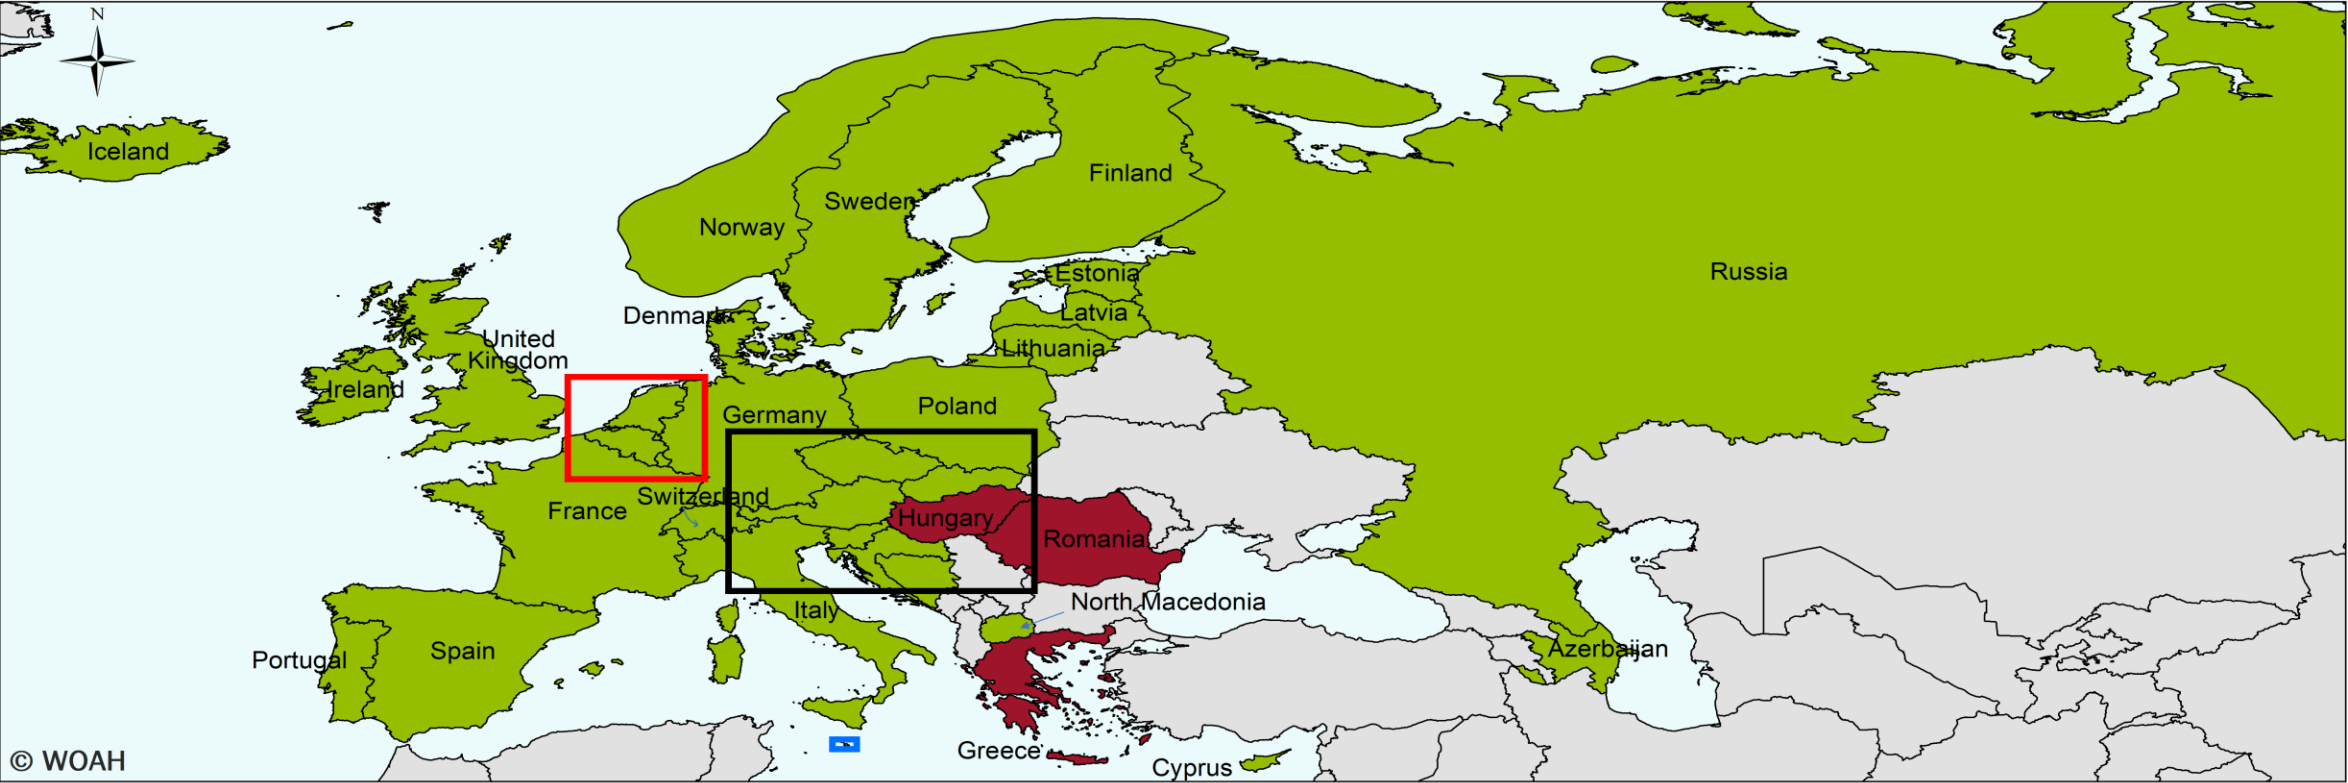 N
Iceland
Finland
Sweden
Norway
Russia
Estonia
Denmark
Latvia
United
Kingdom
Lithuania
Ireland
Germany
Poland
Switzerland
France
Hungary
Romania
North Macedonia
Italy
Portugal
Spain
Azerbaijan
Greece
Cyprus
© WOAH